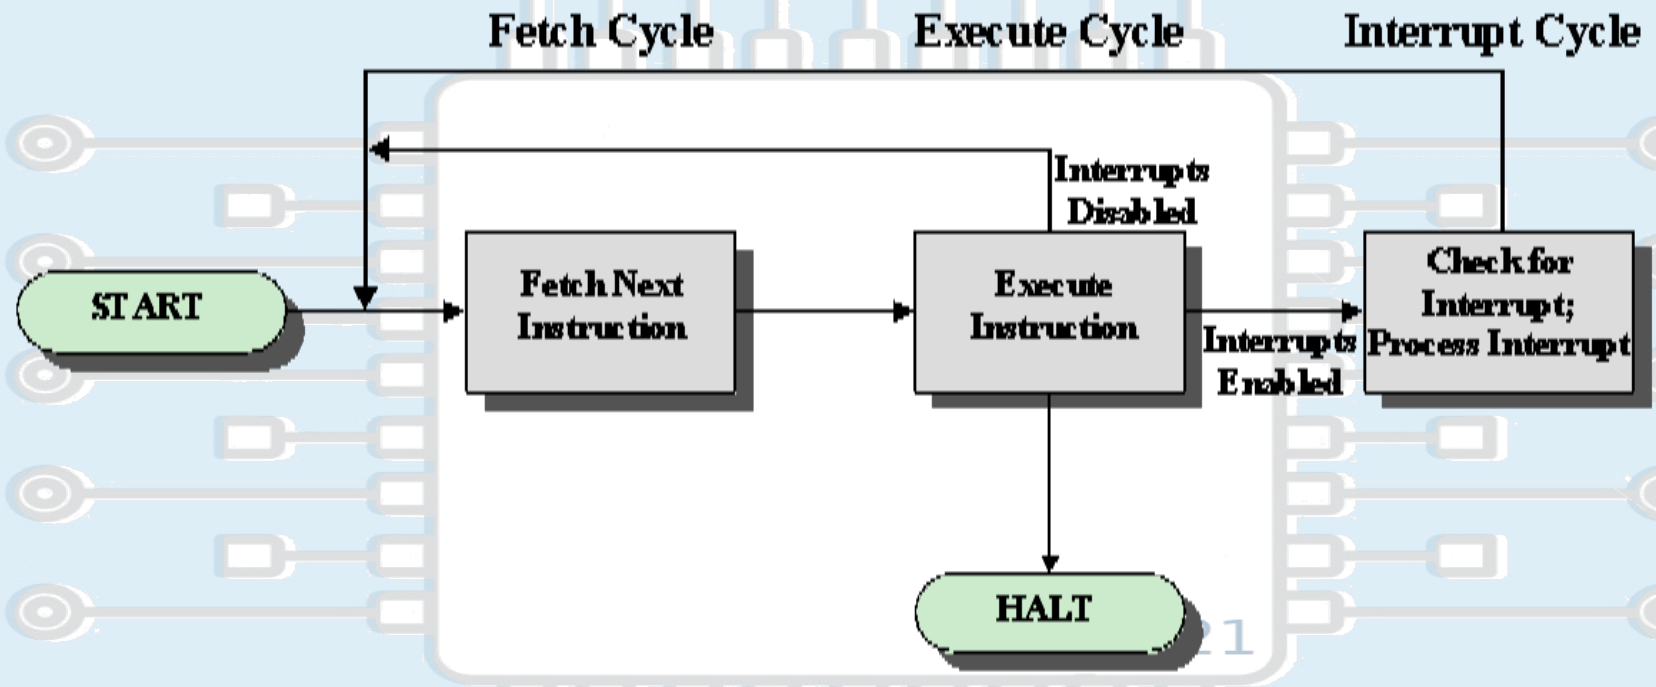 Fetch Cycle
Execute Cycle
Interrupt Cycle
Interrupts
Disabled
START
Fetch Next
Instruction
Execute
Instruction
Interrupts
Enabled
Check for
Interrupt;
Process Interrupt
HALT
21